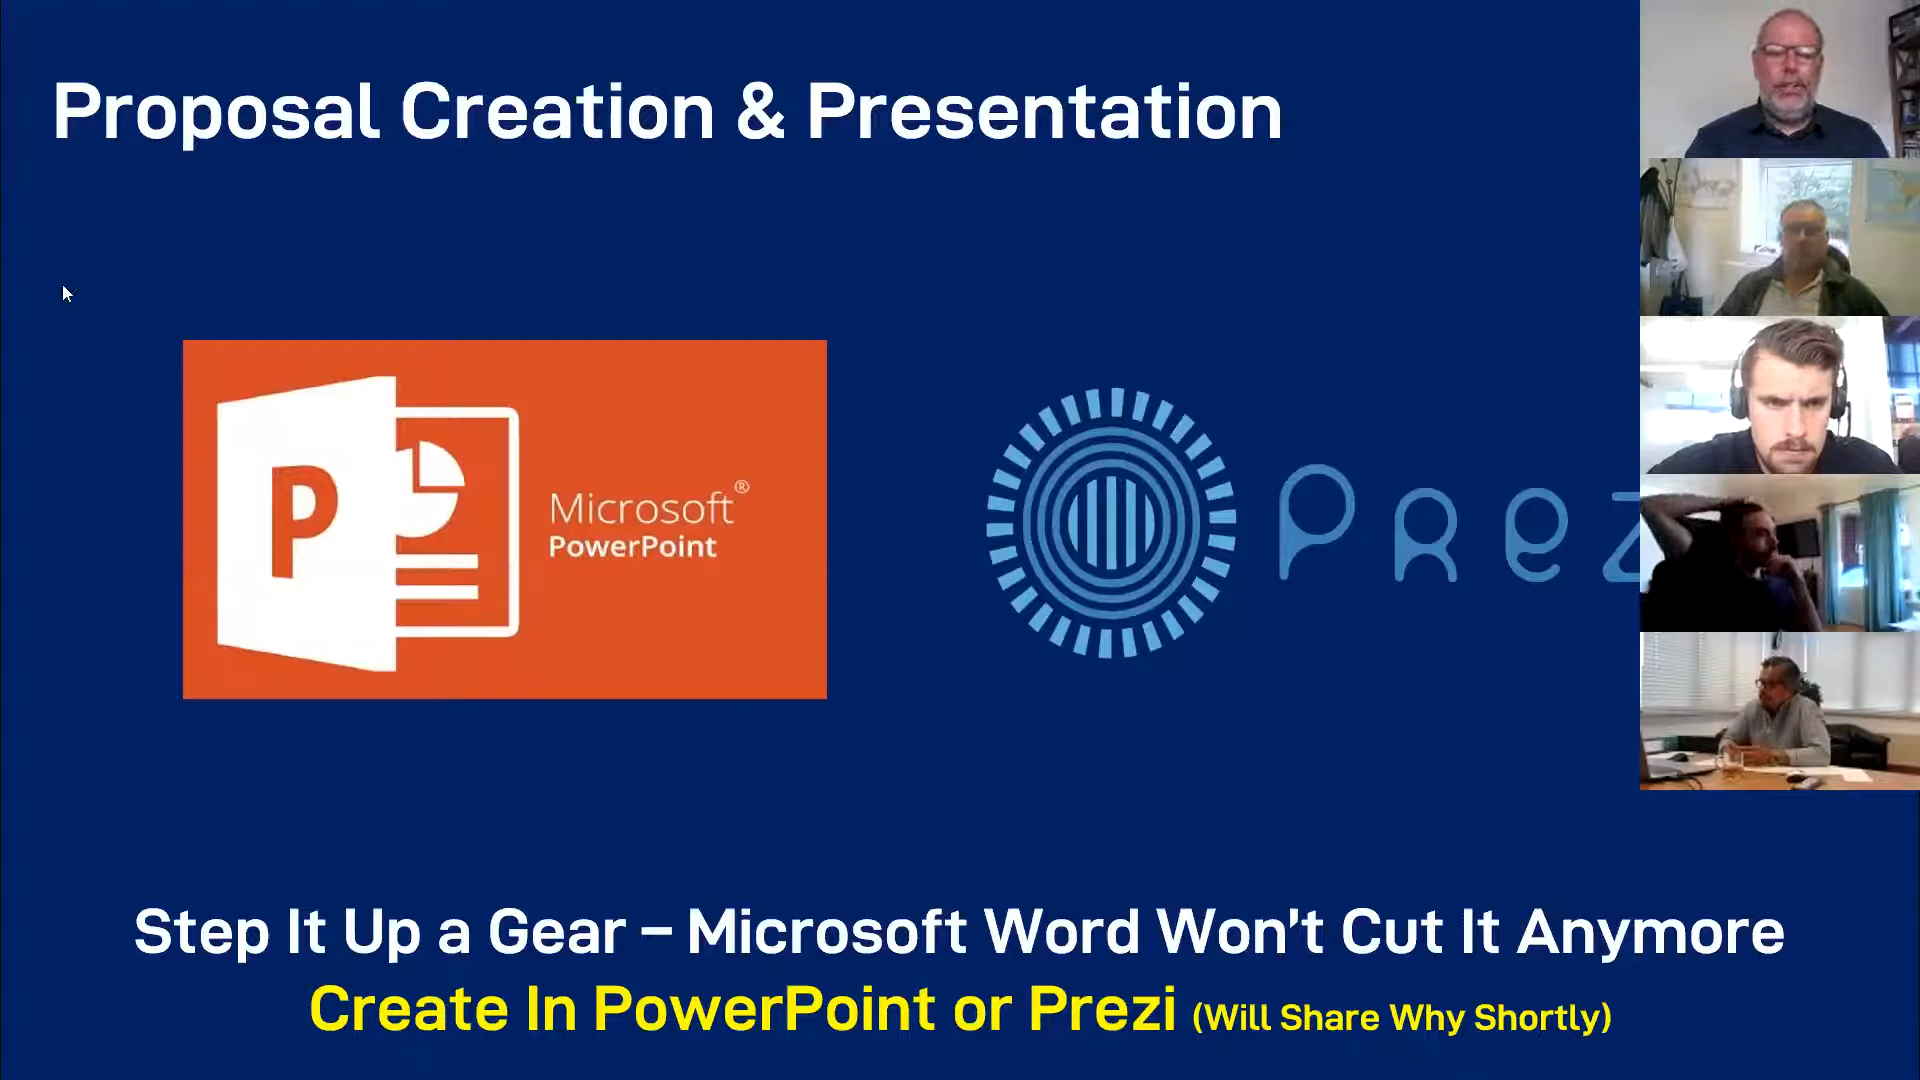 Proposal Creation & Presentation
P
Microsoft®
PowerPoint
Prez
Step It Up a Gear – Microsoft Word Won't Cut It Anymore
Create In PowerPoint or Prezi (Will Share Why Shortly)